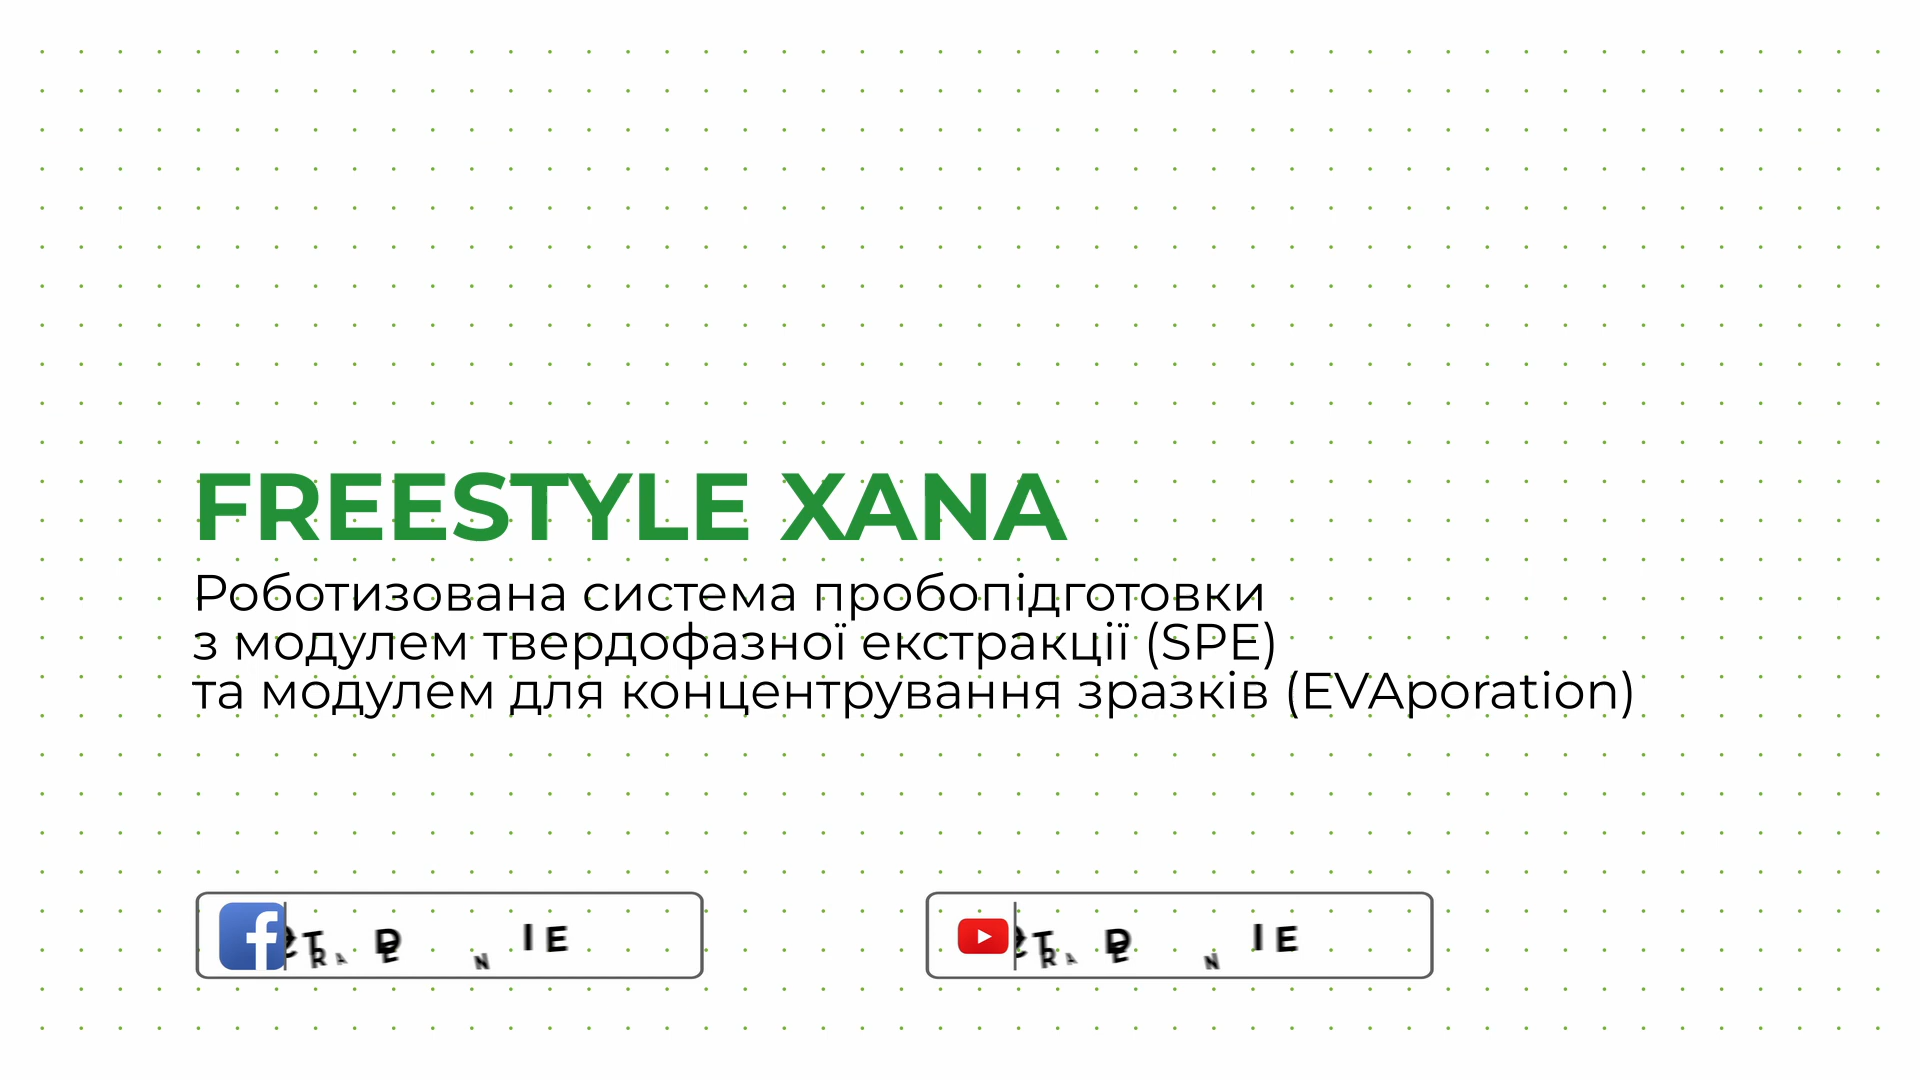 FREESTYLE XANA
Роботизована система пробопідготовки
з модулем твердофазної екстракції (SPE)
та модулем для концентрування зразків (EVAporation)